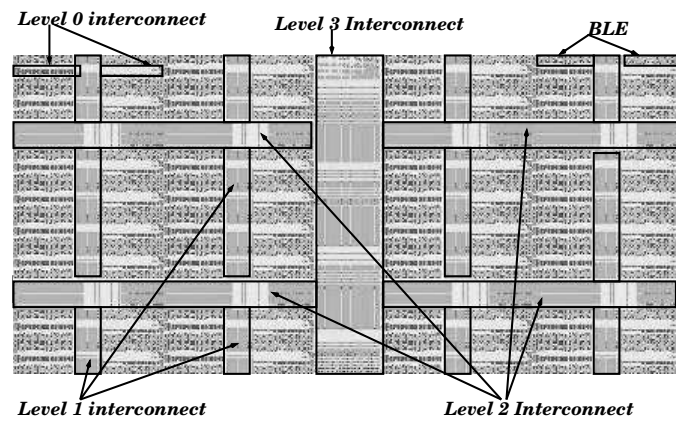 Level 0 interconnect
Level 3 Interconnect
BLE
Level 1 interconnect
Level 2 Interconnect